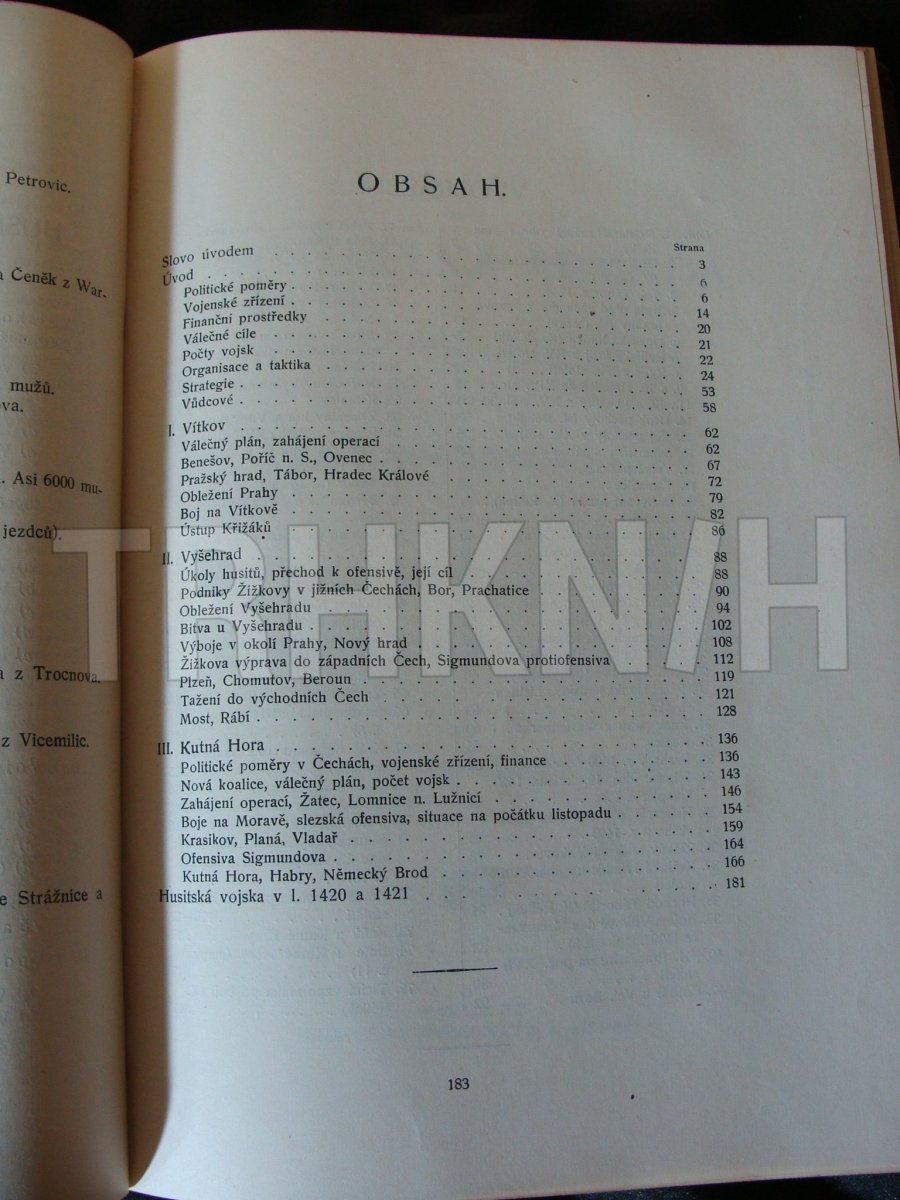 Petrovic.
a Čeněk z War-
mužů.
va.
. Asi 6000 mu-
jezdců).
a z Trocnova.
z Vicemilic.
e Strážnice a
OBSAH.
Strana
Slovo úvodem . . . 3
Úvod . . . 6
Politické poměry . . . 6
Vojenské zřízení . . . 14
Finanční prostředky . . . 20
Válečné cíle . . . 21
Počty vojsk . . . 22
Organisace a taktika . . . 24
Strategie . . . 53
Vůdcové . . . 58
I. Vítkov . . . 62
Válečný plán, zahájení operací . . . 62
Benešov, Poříč n. S., Ovenec . . . 67
Pražský hrad, Tábor, Hradec Králové . . . 72
Obležení Prahy . . . 79
Boj na Vítkově . . . 82
Ústup Křižáků . . . 86
II. Vyšehrad . . . 88
Úkoly husitů, přechod k ofensivě, její cíl . . . 88
Podniky Žižkovy v jižních Čechách, Bor, Prachatice . . . 90
Obležení Vyšehradu . . . 94
Bitva u Vyšehradu . . . 102
Výboje v okolí Prahy, Nový hrad . . . 108
Žižkova výprava do západních Čech, Sigmundova protiofensiva . . . 112
Plzeň, Chomutov, Beroun . . . 119
Tažení do východních Čech . . . 121
Most, Rábí . . . 128
III. Kutná Hora . . . 136
Politické poměry v Čechách, vojenské zřízení, finance . . . 136
Nová koalice, válečný plán, počet vojsk . . . 143
Zahájení operací, Žatec, Lomnice n. Lužnicí . . . 146
Boje na Moravě, slezská ofensiva, situace na počátku listopadu . . . 154
Krasikov, Planá, Vladař . . . 159
Ofensiva Sigmundova . . . 164
Kutná Hora, Habry, Německý Brod . . . 166
Husitská vojska v l. 1420 a 1421 . . . 181
183
TRHKNIH